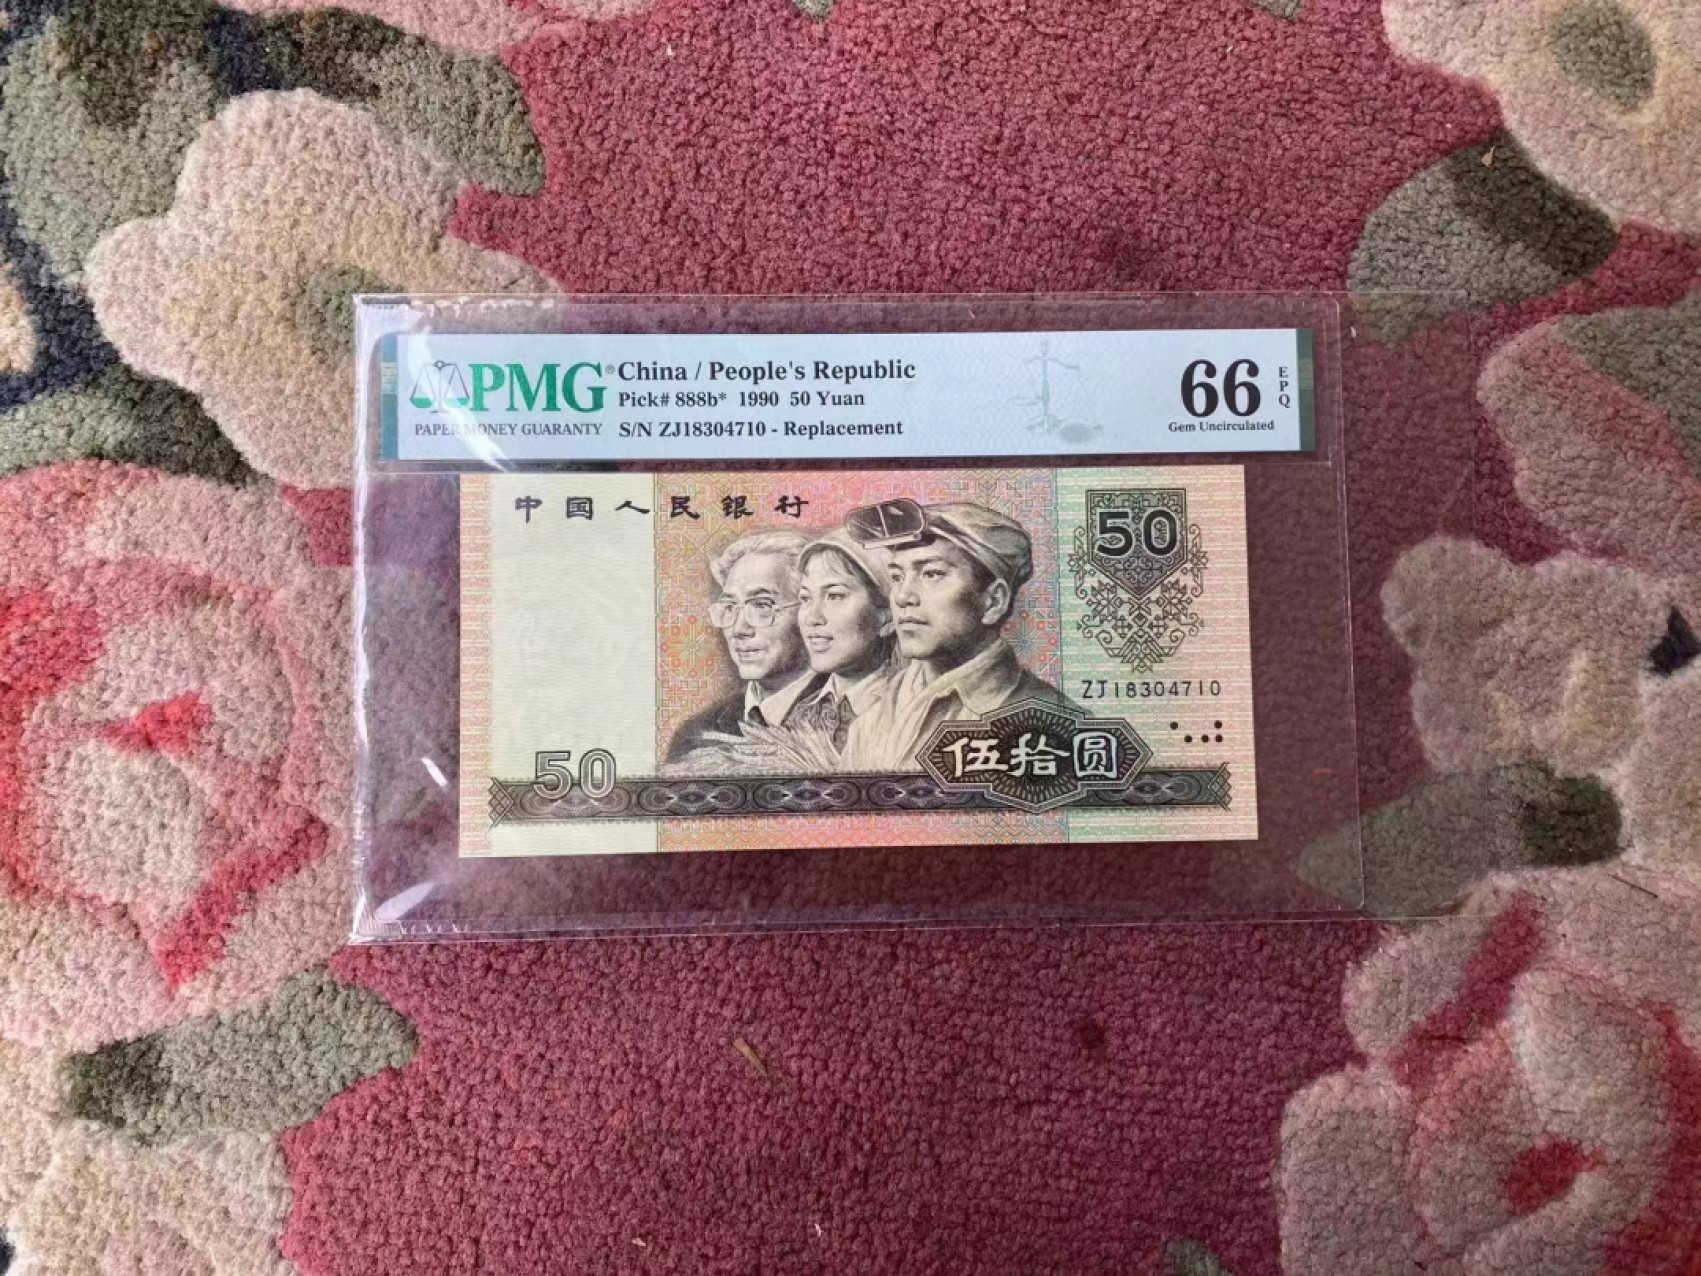 PMG®
PAPER MONEY GUARANTY
China / People's Republic
Pick# 888b* 1990 50 Yuan
S/N ZJ18304710 - Replacement
66
EPQ
Gem Uncirculated
中国人民银行
50
ZJ18304710
50
伍拾圆